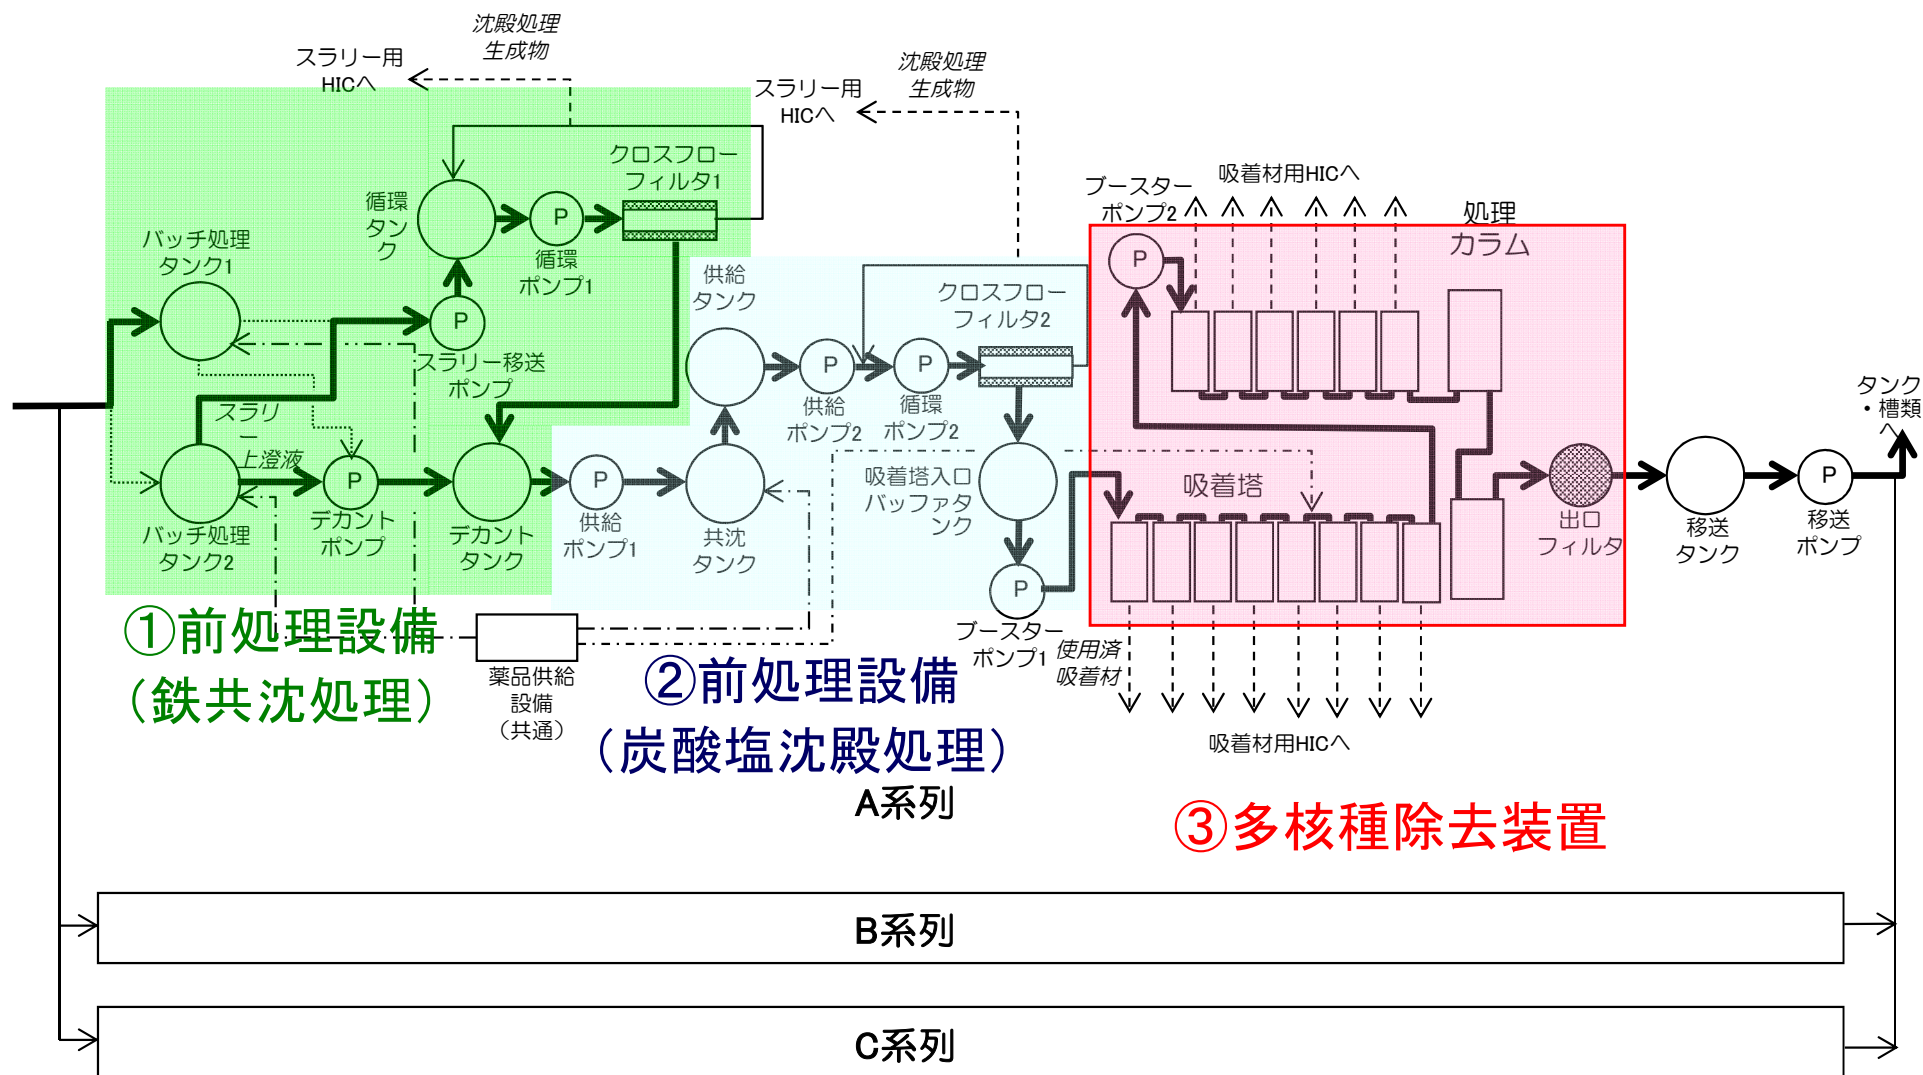 沈殿処理
生成物
スラリー用
HICへ
沈殿処理
生成物
スラリー用
HICへ
クロスフロー
フィルタ1
循環
タン
ク
P
循環
ポンプ1
バッチ処理
タンク1
P
スラリー移送
ポンプ
スラリ
ー
上澄液
バッチ処理
タンク2
P
デカント
ポンプ
デカント
タンク
供給
タンク
クロスフロー
フィルタ2
P
供給
ポンプ2
P
循環
ポンプ2
P
供給
ポンプ1
共沈
タンク
吸着塔入口
バッファタ
ンク
P
ブースター
ポンプ1
ブースター
ポンプ2
P
吸着材用HICへ
処理
カラム
吸着塔
出口
フィルタ
移送
タンク
P
移送
ポンプ
タンク
・槽類
へ
使用済
吸着材
吸着材用HICへ
薬品供給
設備
（共通）
①前処理設備
（鉄共沈処理）
②前処理設備
（炭酸塩沈殿処理）
③多核種除去装置
A系列
B系列
C系列